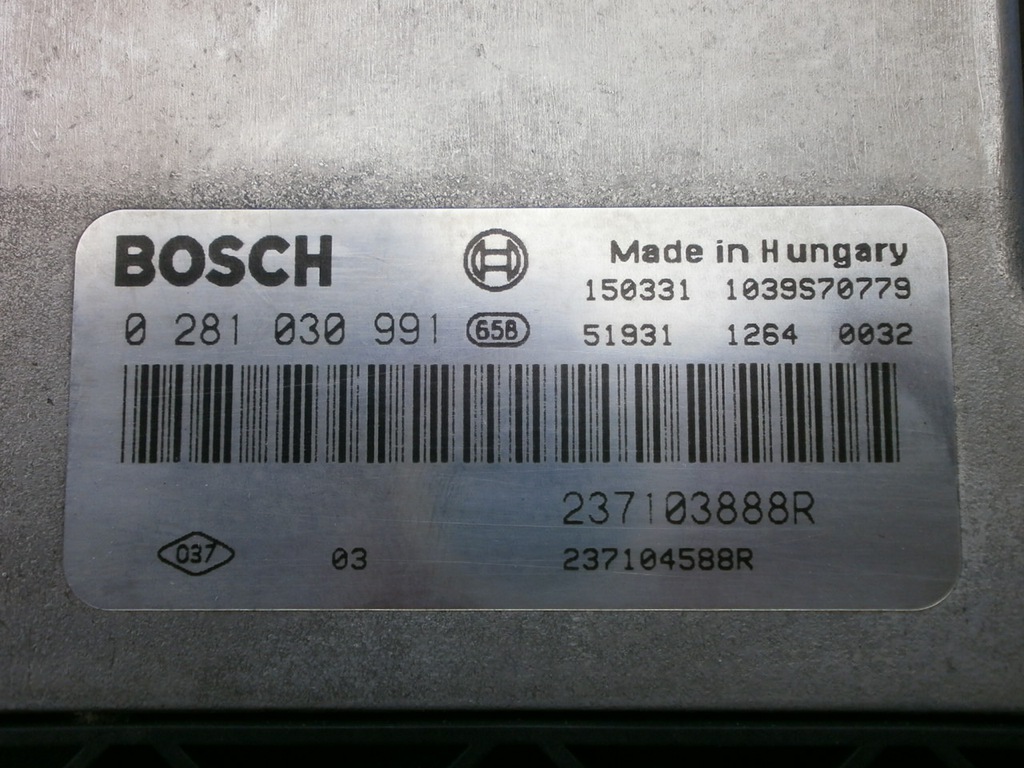 BOSCH
Made in Hungary
150331 1039S70779
0 281 030 991 658
51931 1264 0032
237103888R
037 03 237104588R